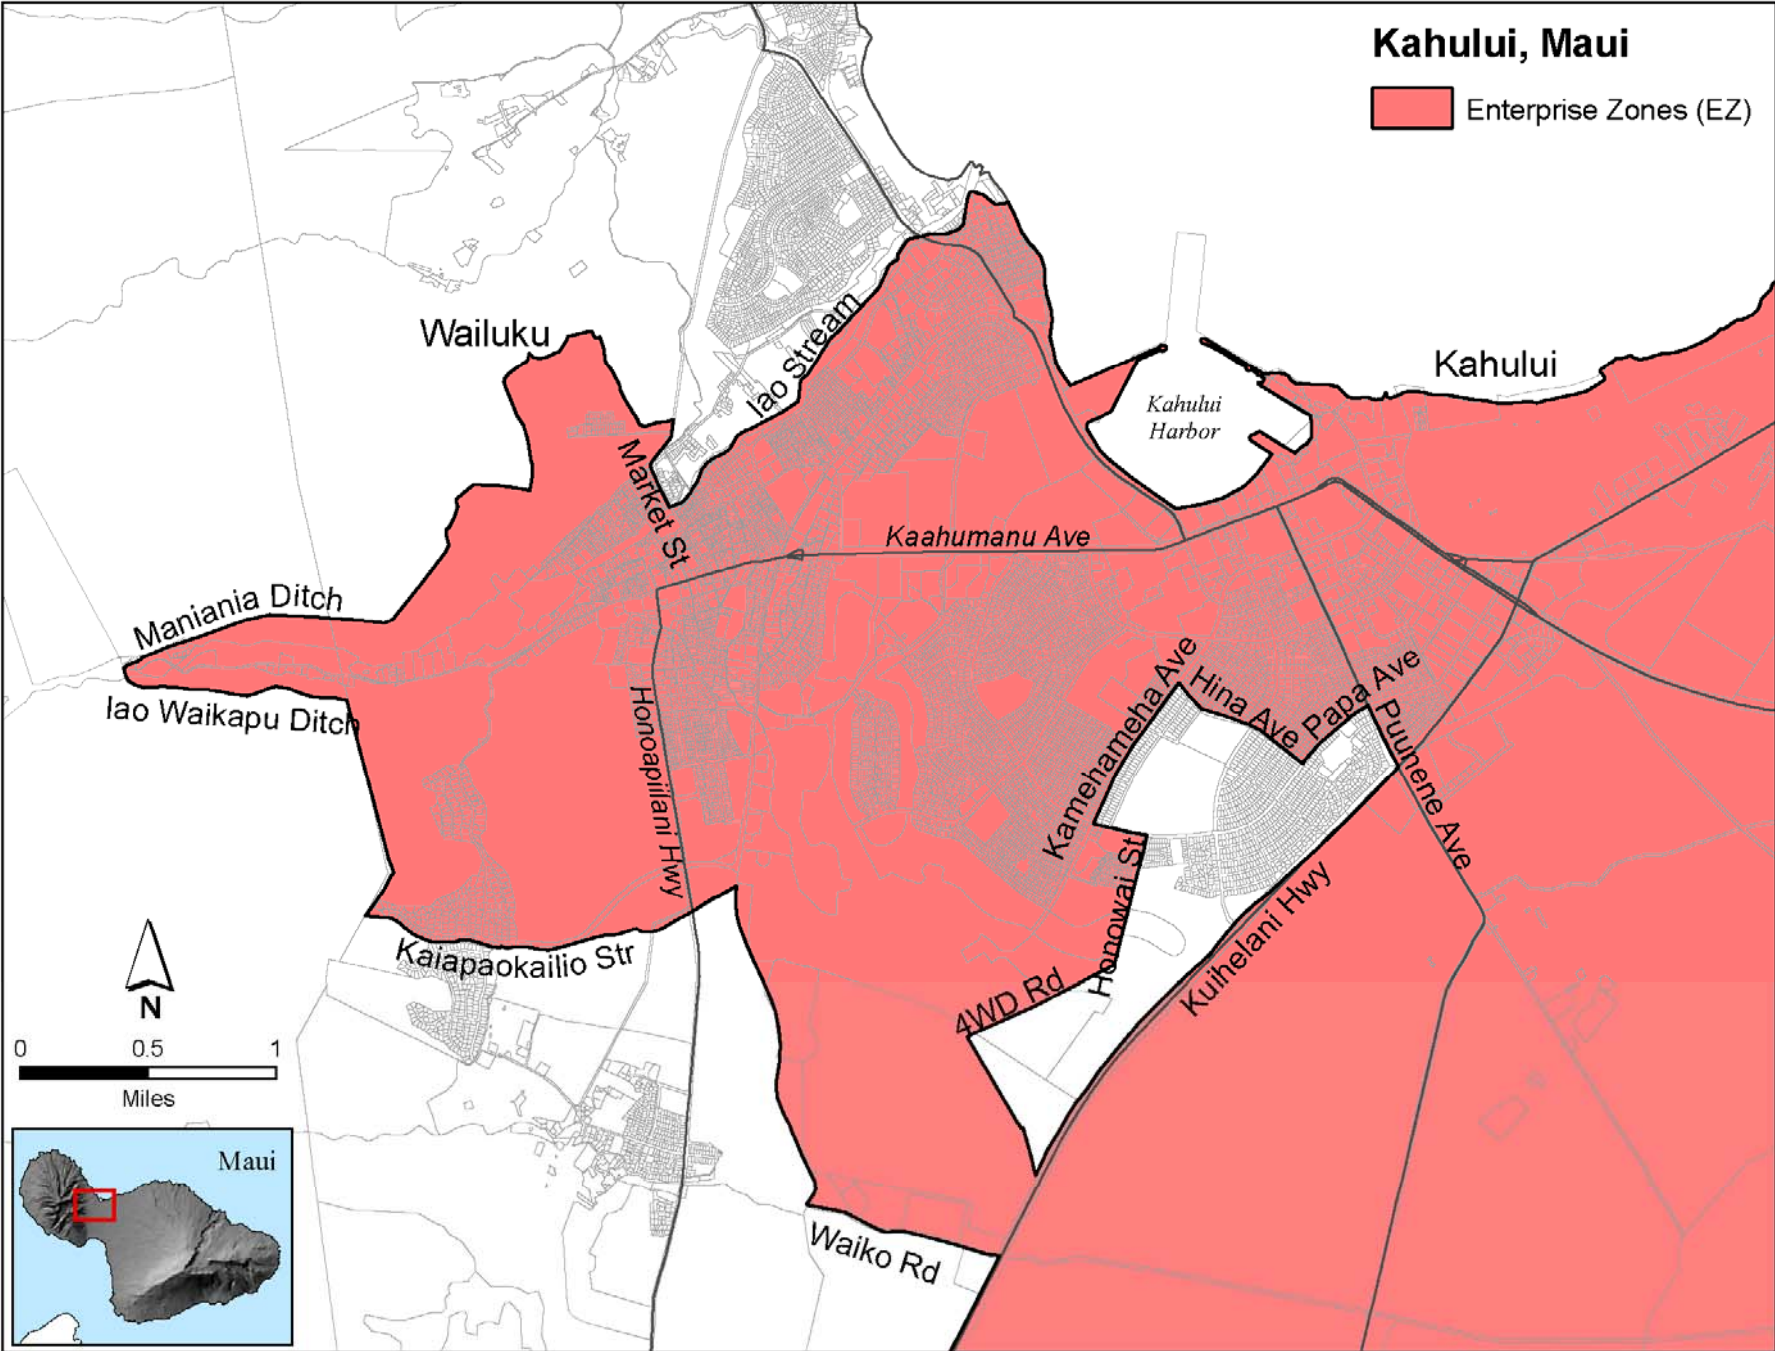 Kahului, Maui
Enterprise Zones (EZ)
Wailuku
Iao Stream
Kahului
Kahului
Harbor
Market St
Kaahumanu Ave
Maniania Ditch
Iao Waikapu Ditch
Honoapiilani Hwy
Kamehameha Ave
Hina Ave
Papa Ave
Puunene Ave
Honowai St
Kuihelani Hwy
4WD Rd
Kaiapaokailio Str
Waiko Rd
N
0 0.5 1
Miles
Maui